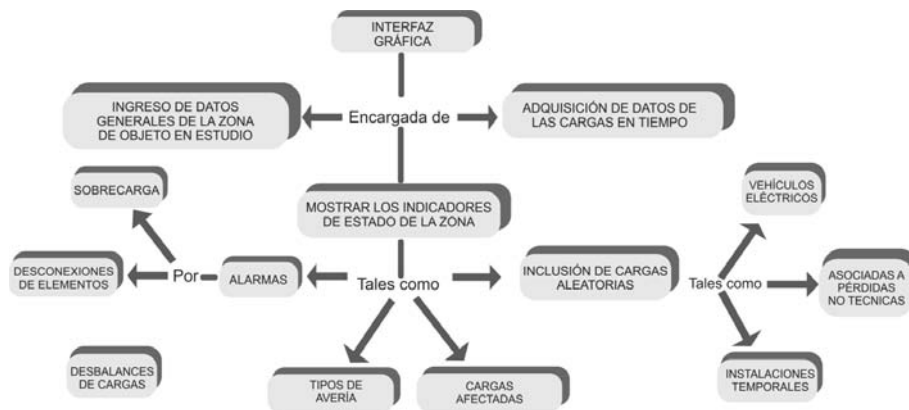 INTERFAZ
GRÁFICA
INGRESO DE DATOS
GENERALES DE LA ZONA
DE OBJETO EN ESTUDIO
Encargada de
ADQUISICIÓN DE DATOS DE
LAS CARGAS EN TIEMPO
SOBRECARGA
MOSTRAR LOS INDICADORES
DE ESTADO DE LA ZONA
VEHÍCULOS
ELÉCTRICOS
DESCONEXIONES
DE ELEMENTOS
Por
ALARMAS
Tales como
INCLUSIÓN DE CARGAS
ALEATORIAS
Tales como
ASOCIADAS A
PÉRDIDAS
NO TECNICAS
DESBALANCES
DE CARGAS
TIPOS DE
AVERÍA
CARGAS
AFECTADAS
INSTALACIONES
TEMPORALES